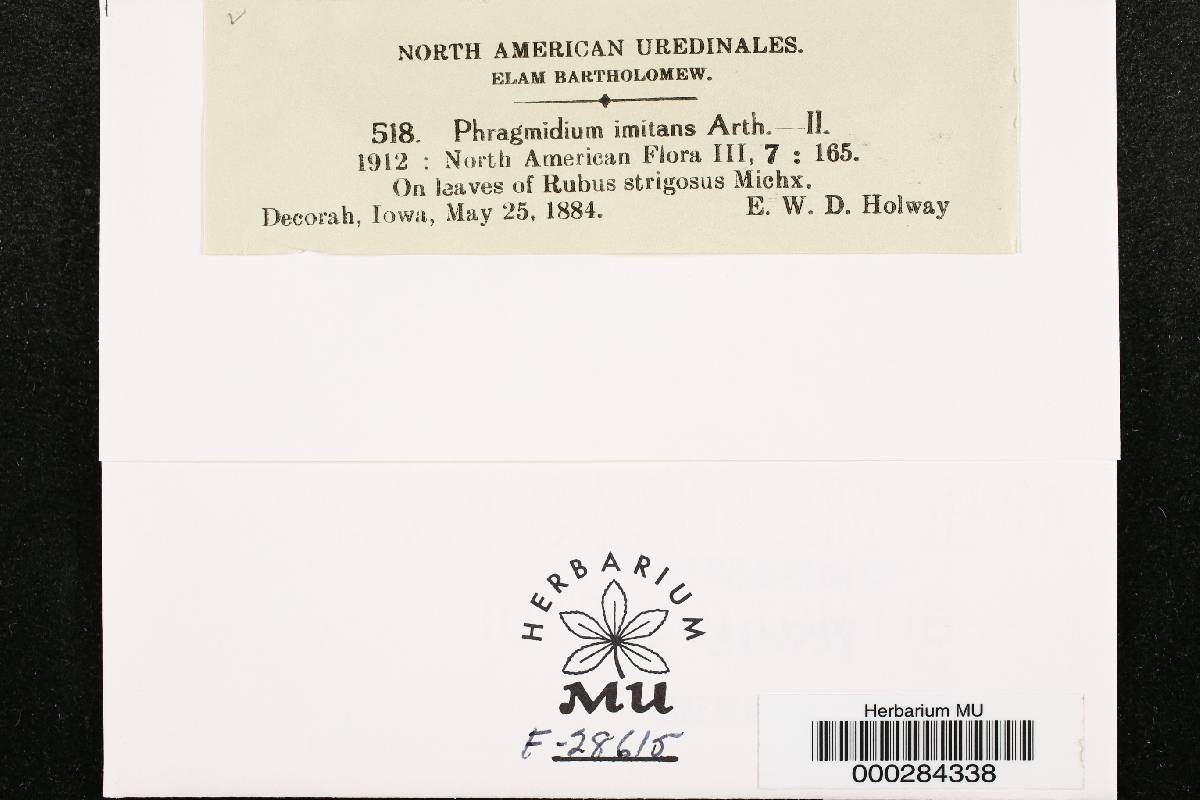 NORTH AMERICAN UREDINALES.
ELAM BARTHOLOMEW.
518. Phragmidium imitans Arth.—II.
1912 : North American Flora III, 7 : 165.
On leaves of Rubus strigosus Michx.
Decorah, Iowa, May 25, 1884. E. W. D. Holway
HERBARIUM
MU
F-28615
Herbarium MU
000284338